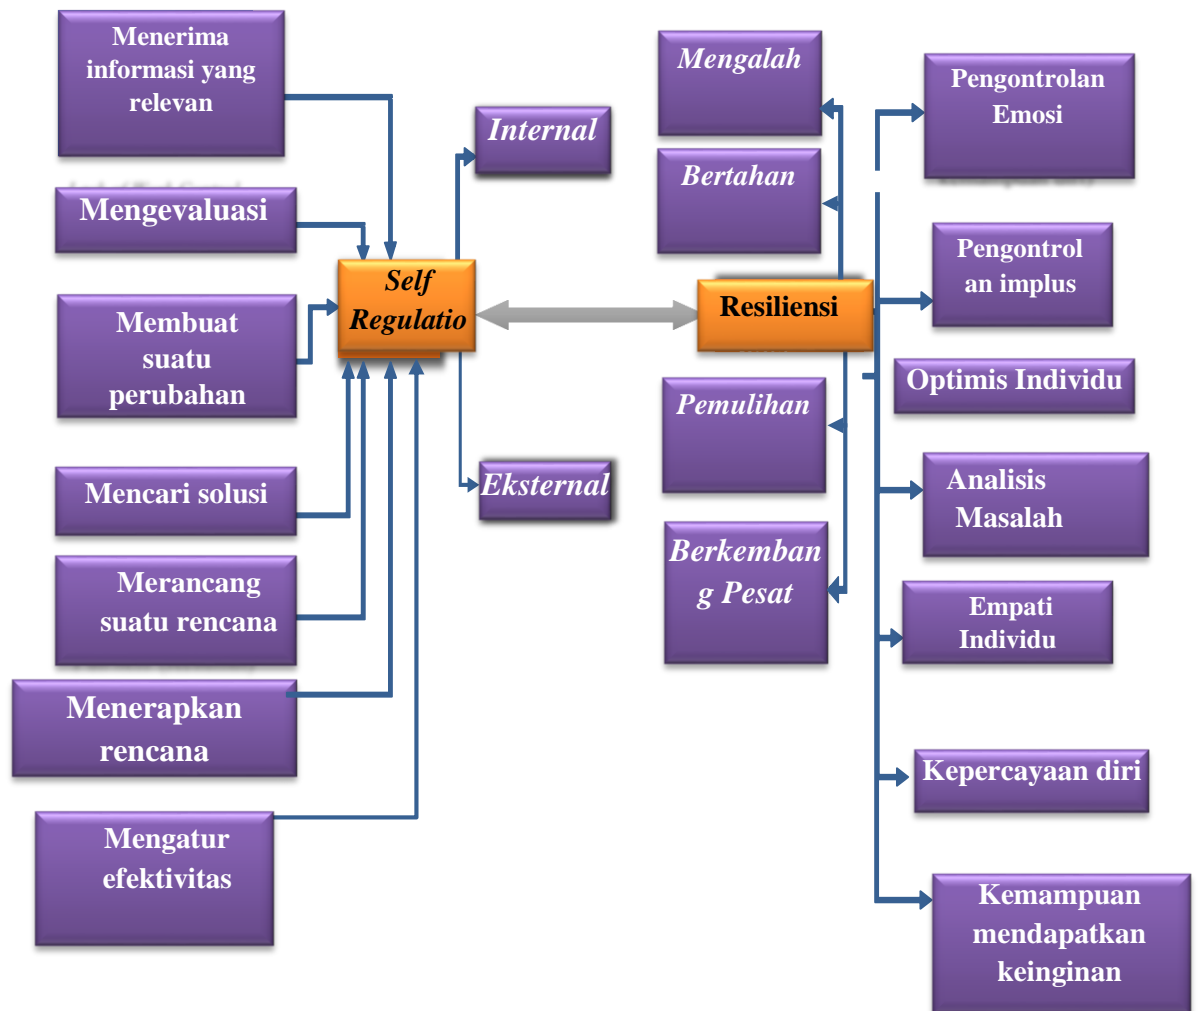 Menerima
informasi yang
relevan
Mengevaluasi
Membuat
suatu
perubahan
Mencari solusi
Merancang
suatu rencana
Menerapkan
rencana
Mengatur
efektivitas
Internal
Self
Regulatio
Eksternal
Mengalah
Bertahan
Resiliensi
Pemulihan
Berkemban
g Pesat
Pengontrolan
Emosi
Pengontrol
an implus
Optimis Individu
Analisis
Masalah
Empati
Individu
Kepercayaan diri
Kemampuan
mendapatkan
keinginan